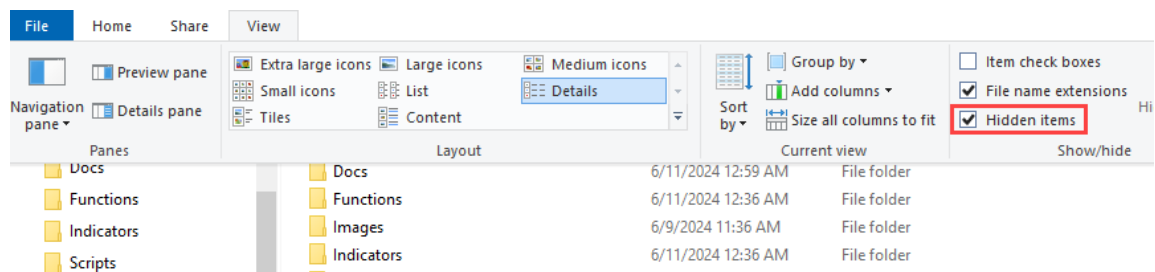 File Home Share View
Extra large icons Large icons Medium icons Group by Item check boxes
Preview pane
Small icons List Details Add columns File name extensions
Navigation pane Details pane Sort by Hi
Tiles Content Size all columns to fit Hidden items
Panes Layout Current view Show/hide
Docs Docs 6/11/2024 12:59 AM File folder
Functions Functions 6/11/2024 12:36 AM File folder
Indicators Images 6/9/2024 11:36 AM File folder
Scripts Indicators 6/11/2024 12:36 AM File folder